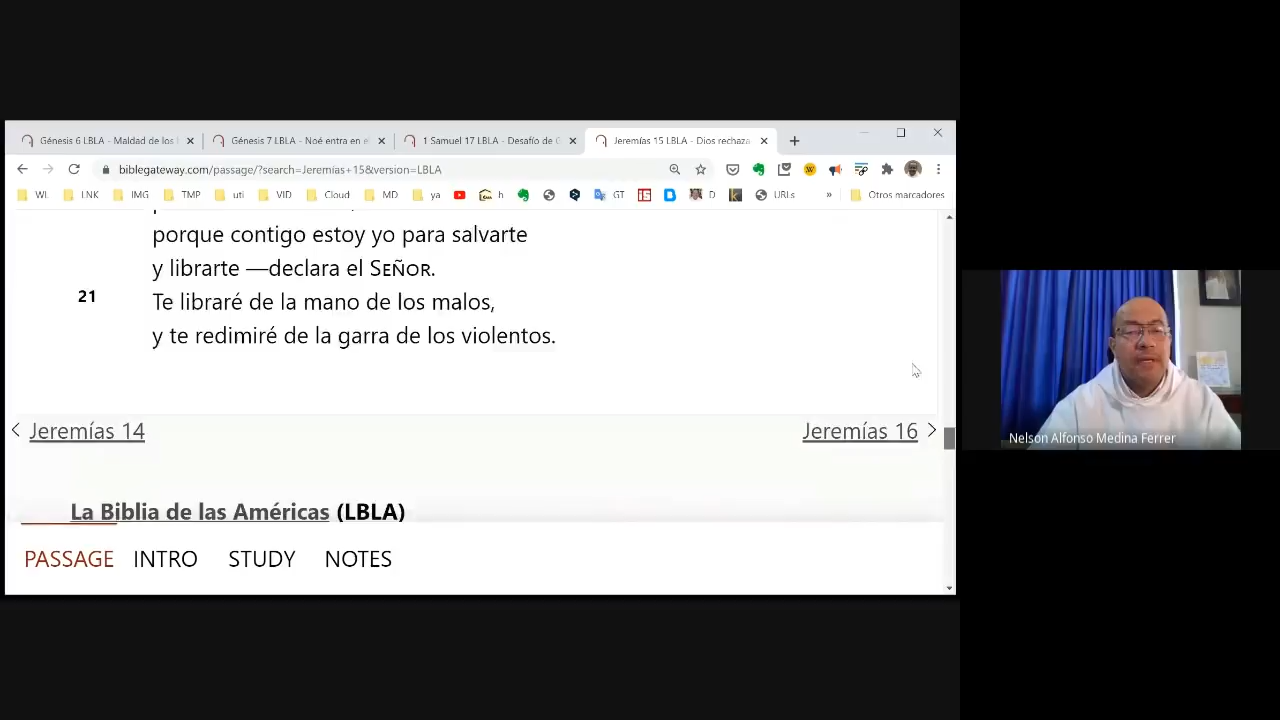 Génesis 6 LBLA - Maldad de los
Génesis 7 LBLA - Noé entra en e
1 Samuel 17 LBLA - Desafío de G
Jeremías 15 LBLA - Dios rechaza
biblegateway.com/passage/?search=Jeremías+15&version=LBLA
WL LNK IMG TMP uti VID Cloud MD ya h GT D URLs » Otros marcadores
porque contigo estoy yo para salvarte
y librarte —declara el SEÑOR.
21 Te libraré de la mano de los malos,
y te redimiré de la garra de los violentos.
Jeremías 14
Jeremías 16
La Biblia de las Américas (LBLA)
PASSAGE INTRO STUDY NOTES
Nelson Alfonso Medina Ferrer